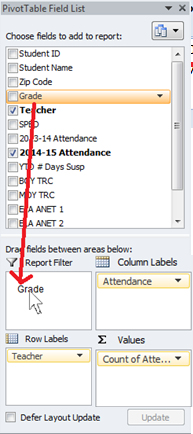 PivotTable Field List
Choose fields to add to report:
Student ID
Student Name
Zip Code
Grade
Teacher
SPED
2013-14 Attendance
2014-15 Attendance
YTD # Days Susp
BOY TRC
MOY TRC
ELA ANET 1
ELA ANET 2
Drag fields between areas below:
Report Filter
Column Labels
Grade
Attendance
Row Labels
Σ Values
Teacher
Count of Atte...
Defer Layout Update
Update